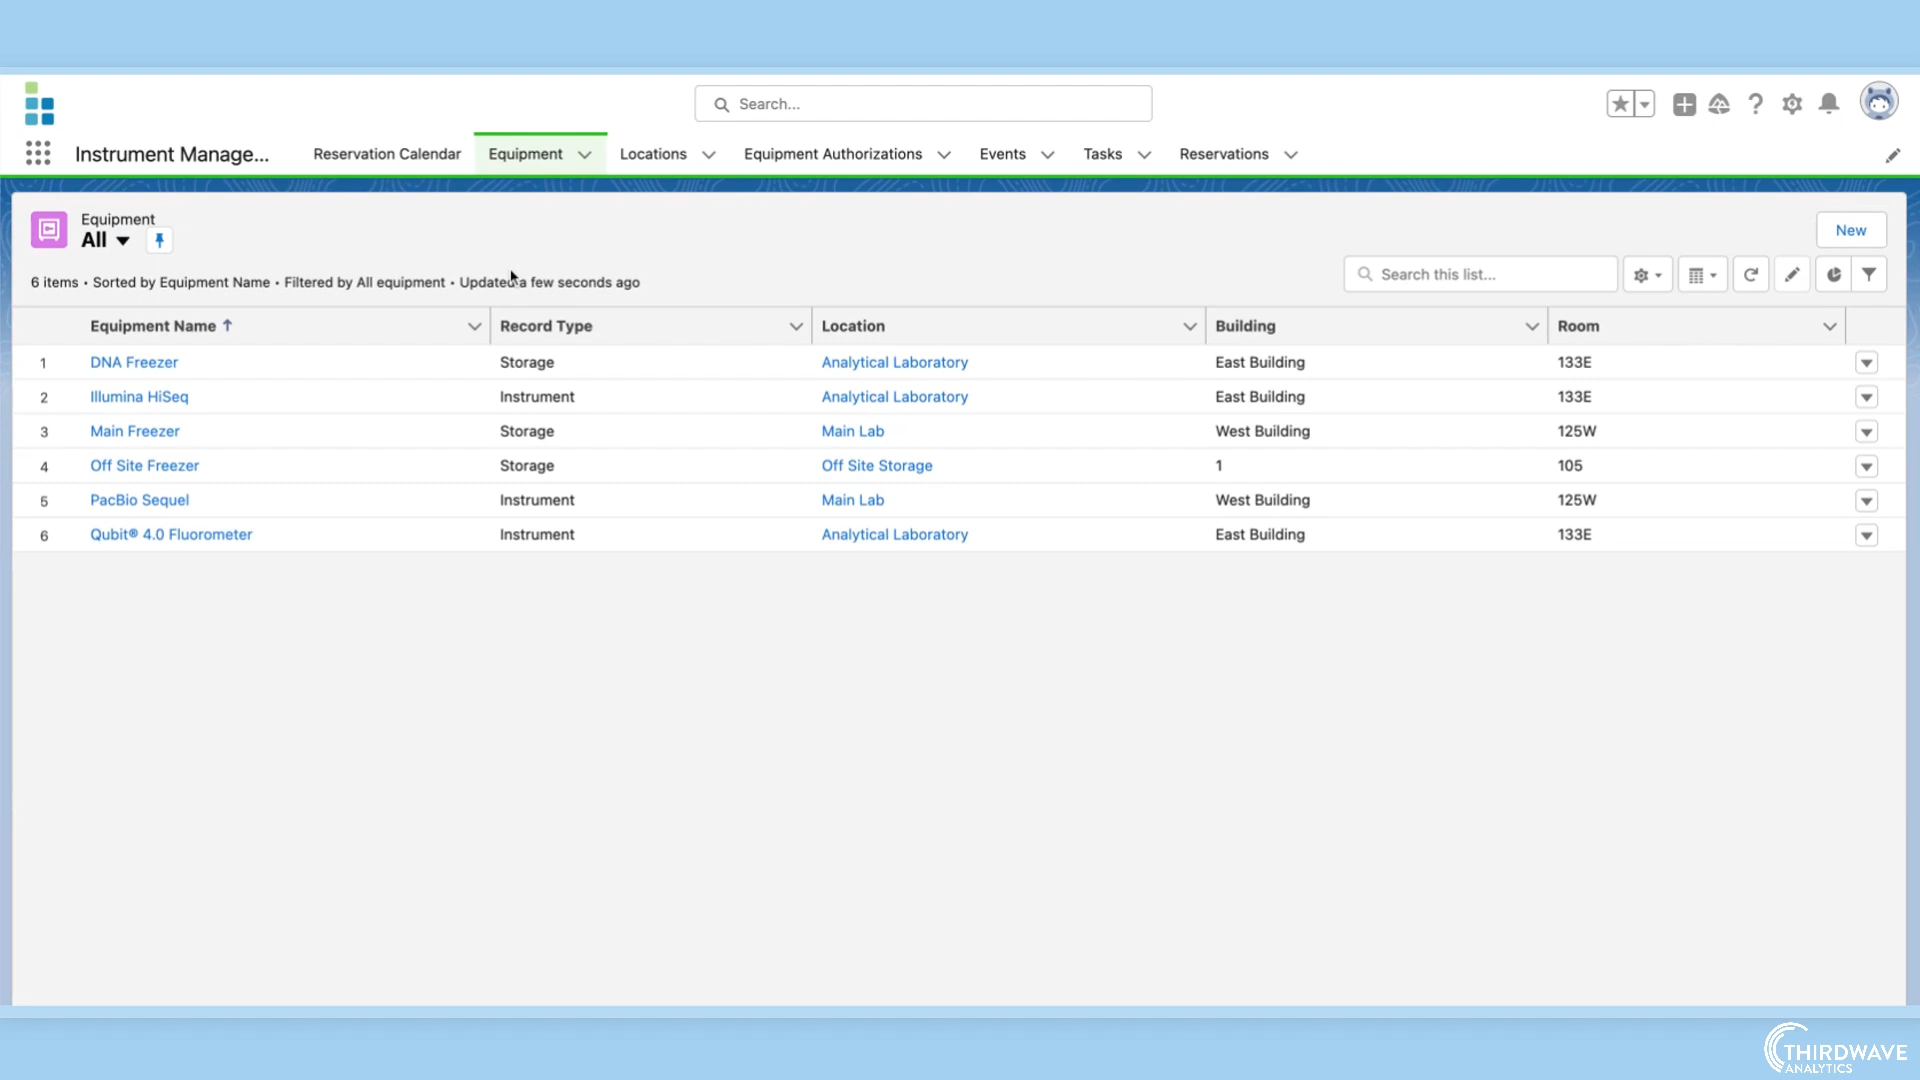 Search...
Instrument Manage...
Reservation Calendar
Equipment
Locations
Equipment Authorizations
Events
Tasks
Reservations
Equipment
All
New
6 items • Sorted by Equipment Name • Filtered by All equipment • Updated a few seconds ago
Search this list...
Equipment Name ↑ Record Type Location Building Room
1 DNA Freezer Storage Analytical Laboratory East Building 133E
2 Illumina HiSeq Instrument Analytical Laboratory East Building 133E
3 Main Freezer Storage Main Lab West Building 125W
4 Off Site Freezer Storage Off Site Storage 1 105
5 PacBio Sequel Instrument Main Lab West Building 125W
6 Qubit® 4.0 Fluorometer Instrument Analytical Laboratory East Building 133E
THIRDWAVE
ANALYTICS